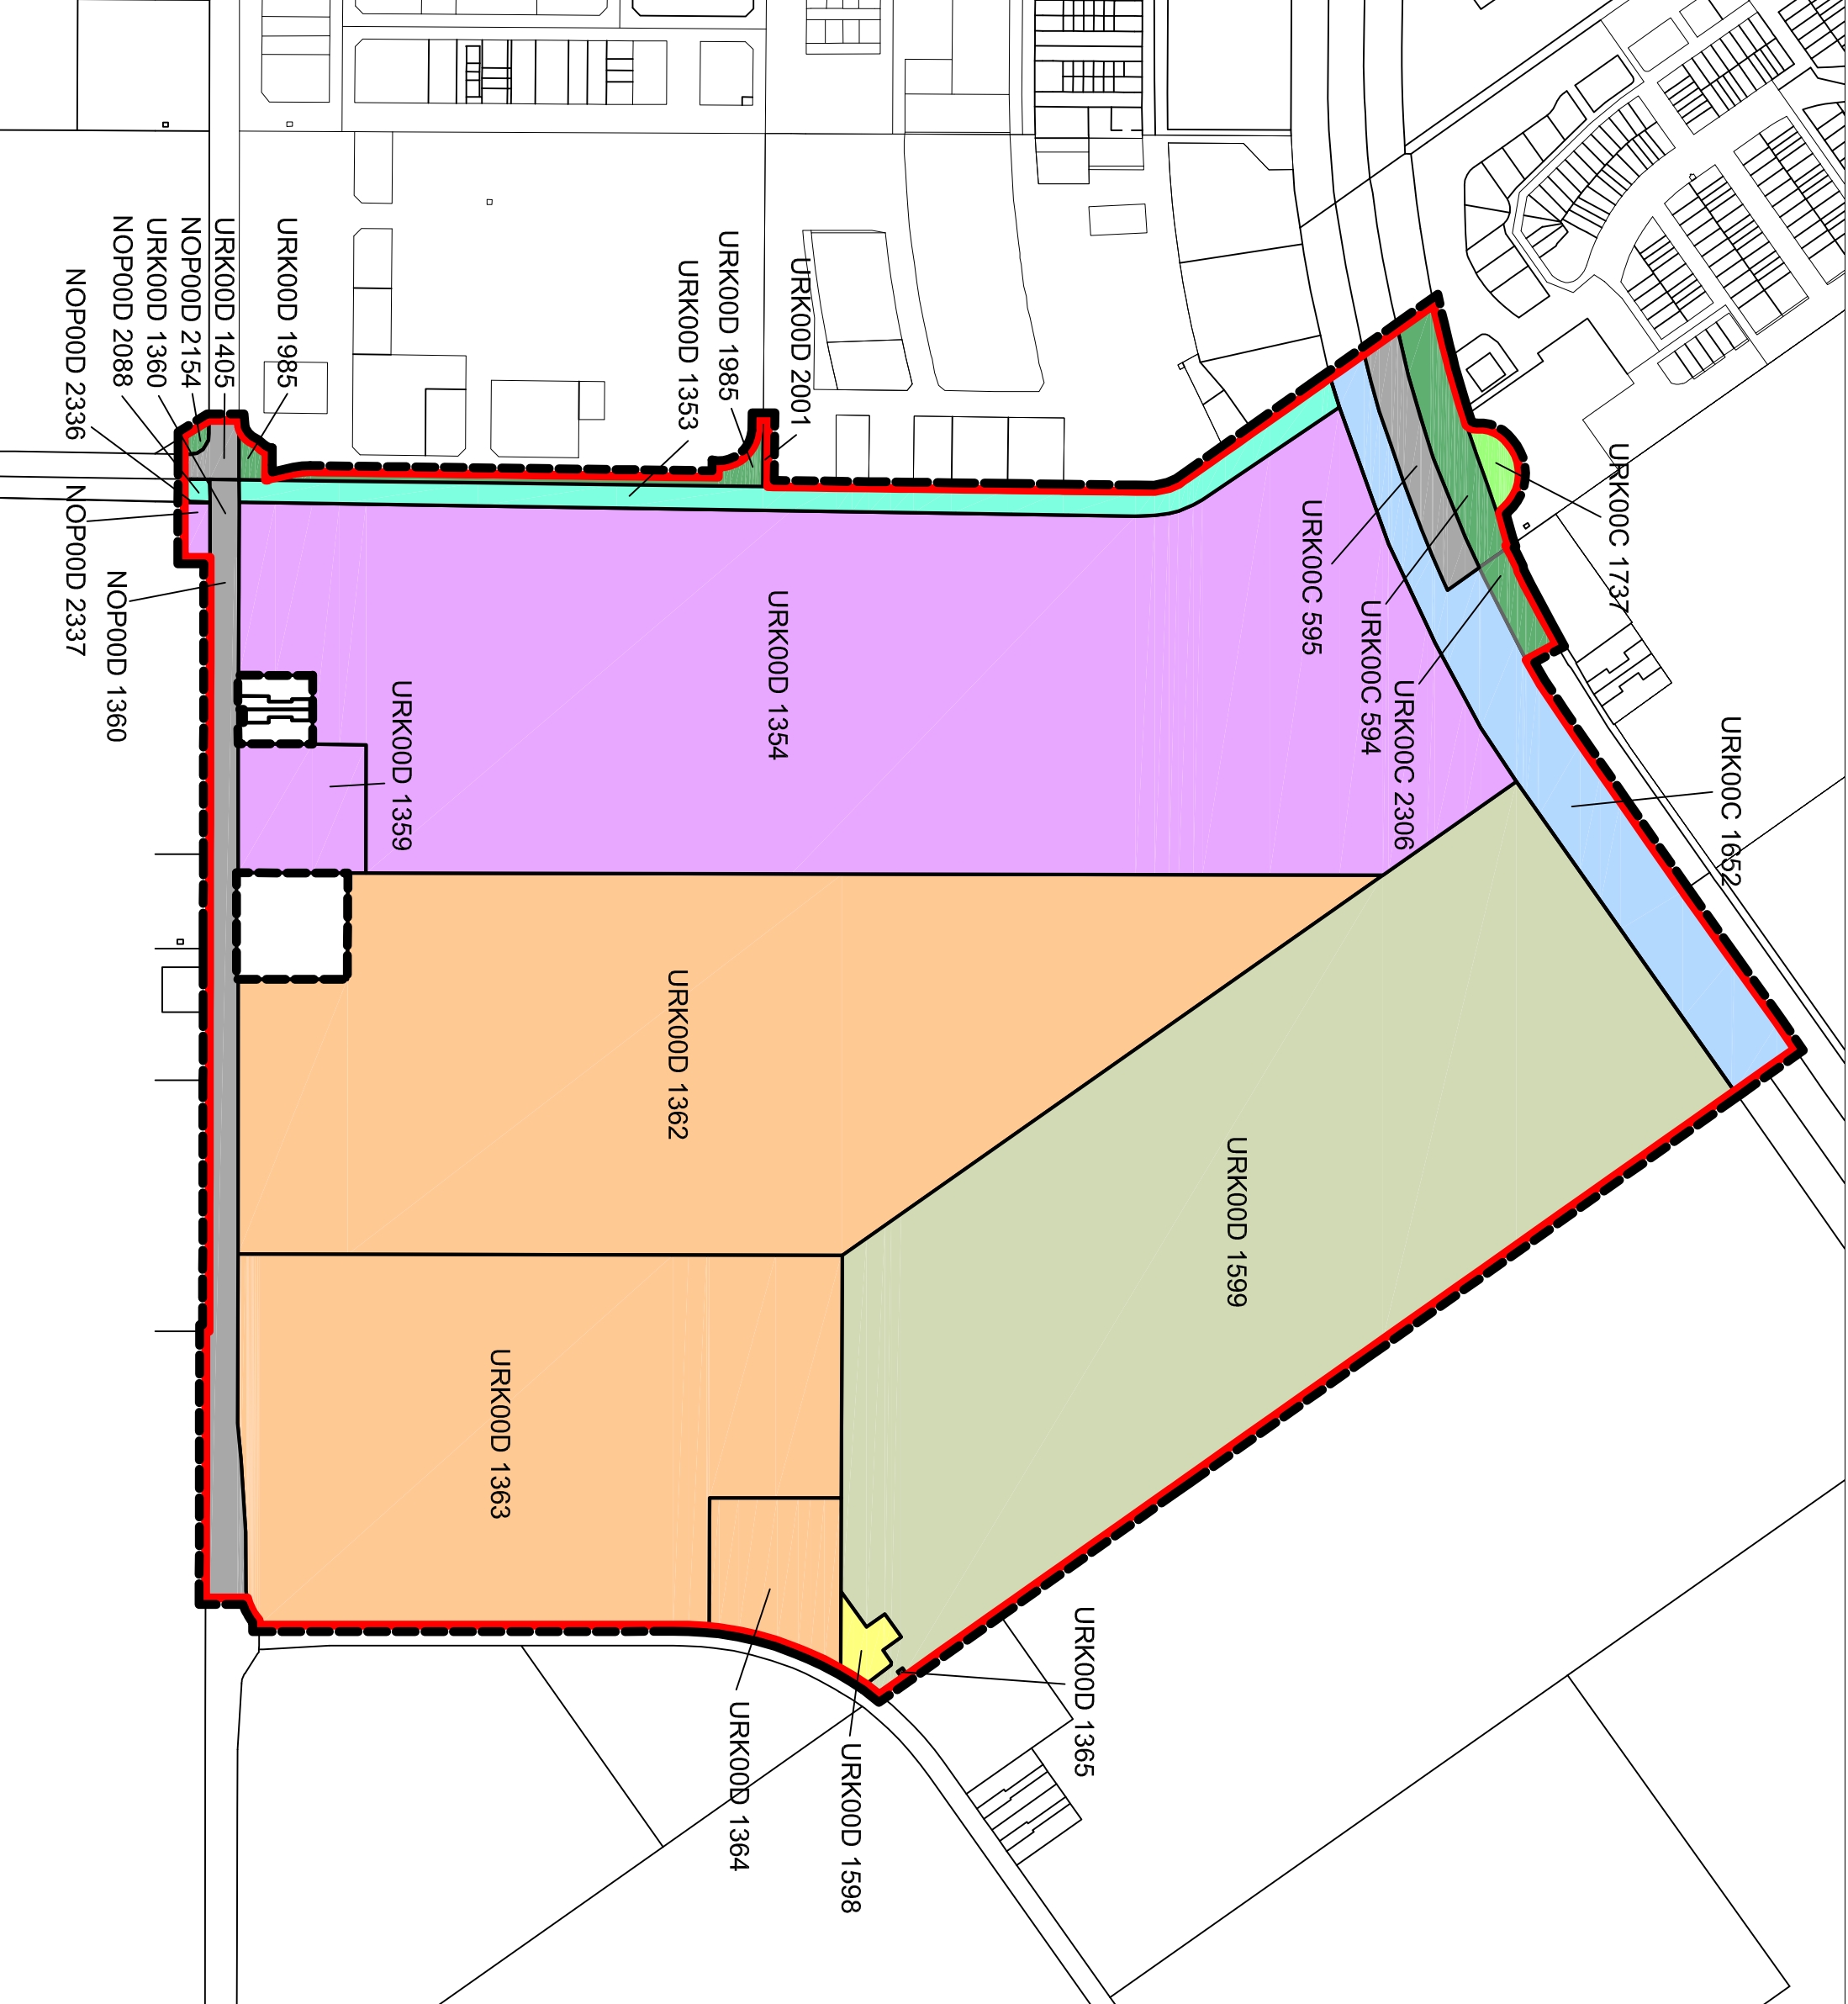 URK00C 1652
URK00C 1737
URK00C 2306
URK00C 594
URK00C 595
URK00D 1599
URK00D 1365
URK00D 1598
URK00D 2001
URK00D 1354
URK00D 1364
URK00D 1985
URK00D 1353
URK00D 1362
URK00D 1363
URK00D 1359
URK00D 1985
URK00D 1405
NOP00D 2154
URK00D 1360
NOP00D 2088
NOP00D 1360
NOP00D 2336
NOP00D 2337